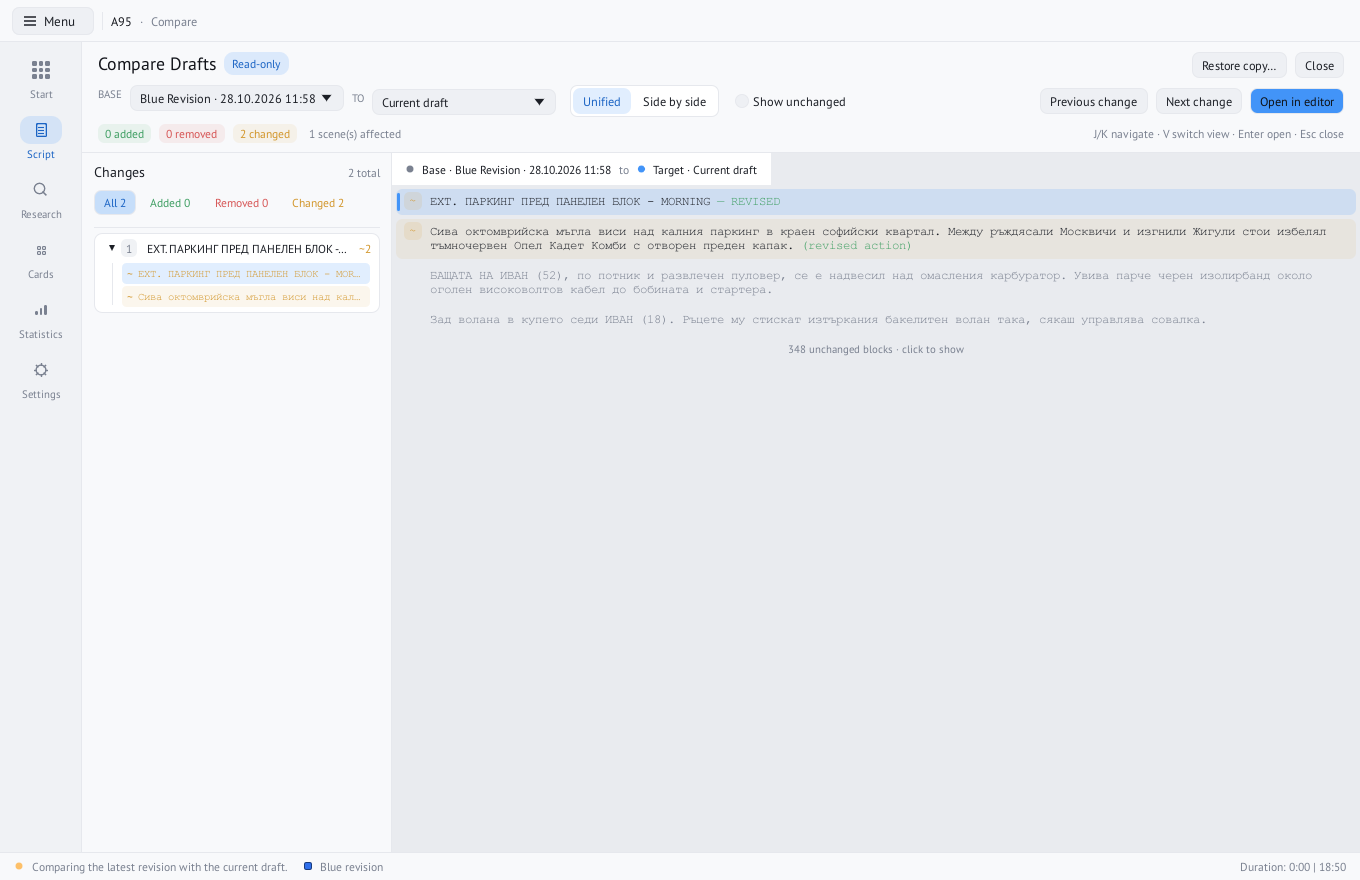 Menu A95 · Compare
Compare Drafts Read-only Restore copy... Close
BASE Blue Revision · 28.10.2026 11:58 TO Current draft Unified Side by side Show unchanged Previous change Next change Open in editor
0 added 0 removed 2 changed 1 scene(s) affected J/K navigate · V switch view · Enter open · Esc close
Start
Script
Research
Cards
Statistics
Settings
Changes 2 total
All 2 Added 0 Removed 0 Changed 2
1 EXT. ПАРКИНГ ПРЕД ПАНЕЛЕН БЛОК -... ~2
~ EXT. ПАРКИНГ ПРЕД ПАНЕЛЕН БЛОК - MOR…
~ Сива октомврийска мъгла виси над кал…
Base · Blue Revision · 28.10.2026 11:58 to Target · Current draft
~ EXT. ПАРКИНГ ПРЕД ПАНЕЛЕН БЛОК - MORNING — REVISED
~ Сива октомврийска мъгла виси над калния паркинг в краен софийски квартал. Между ръждясали Москвичи и изгнили Жигули стои избелял
тъмночервен Опел Кадет Комби с отворен преден капак. (revised action)
БАЩАТА НА ИВАН (52), по потник и развлечен пуловер, се е надвесил над омасления карбуратор. Увива парче черен изолирбанд около
оголен високоволтов кабел до бобината и стартера.
Зад волана в купето седи ИВАН (18). Ръцете му стискат изтъркания бакелитен волан така, сякаш управлява совалка.
348 unchanged blocks · click to show
Comparing the latest revision with the current draft. Blue revision Duration: 0:00 | 18:50